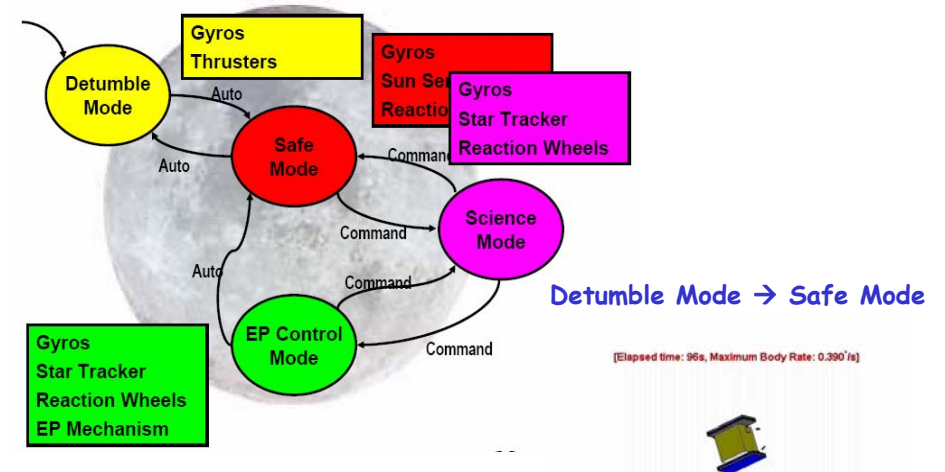 Gyros
Thrusters
Gyros
Sun
Gyros
Star Tracker
Reaction Wheels
Detumble
Mode
Auto
Auto
Safe
Mode
Command
Science
Mode
Command
Auto
Command
Detumble Mode → Safe Mode
EP Control
Mode
Command
Gyros
Star Tracker
Reaction Wheels
EP Mechanism
[Elapsed time: 96s, Maximum Body Rate: 0.390°/s]